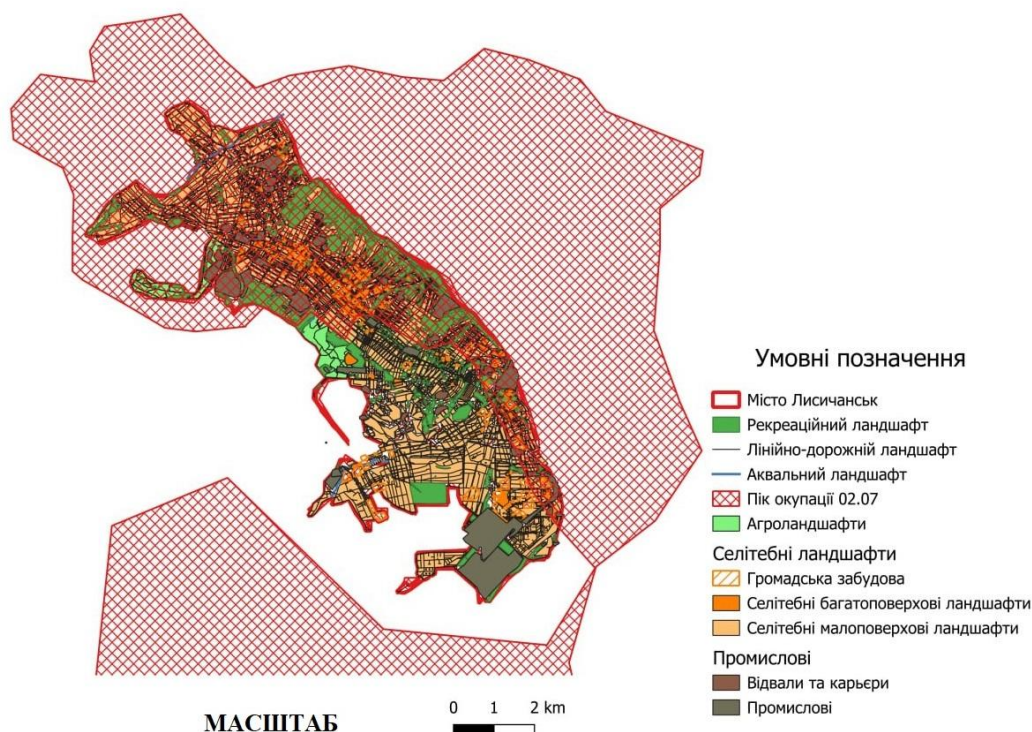 Умовні позначення
Місто Лисичанськ
Рекреаційний ландшафт
Лінійно-дорожній ландшафт
Аквальний ландшафт
Пік окупації 02.07
Агроландшафти
Селітебні ландшафти
Громадська забудова
Селітебні багатоповерхові ландшафти
Селітебні малоповерхові ландшафти
Промислові
Відвали та карьєри
Промислові
МАСШТАБ
0 1 2 km